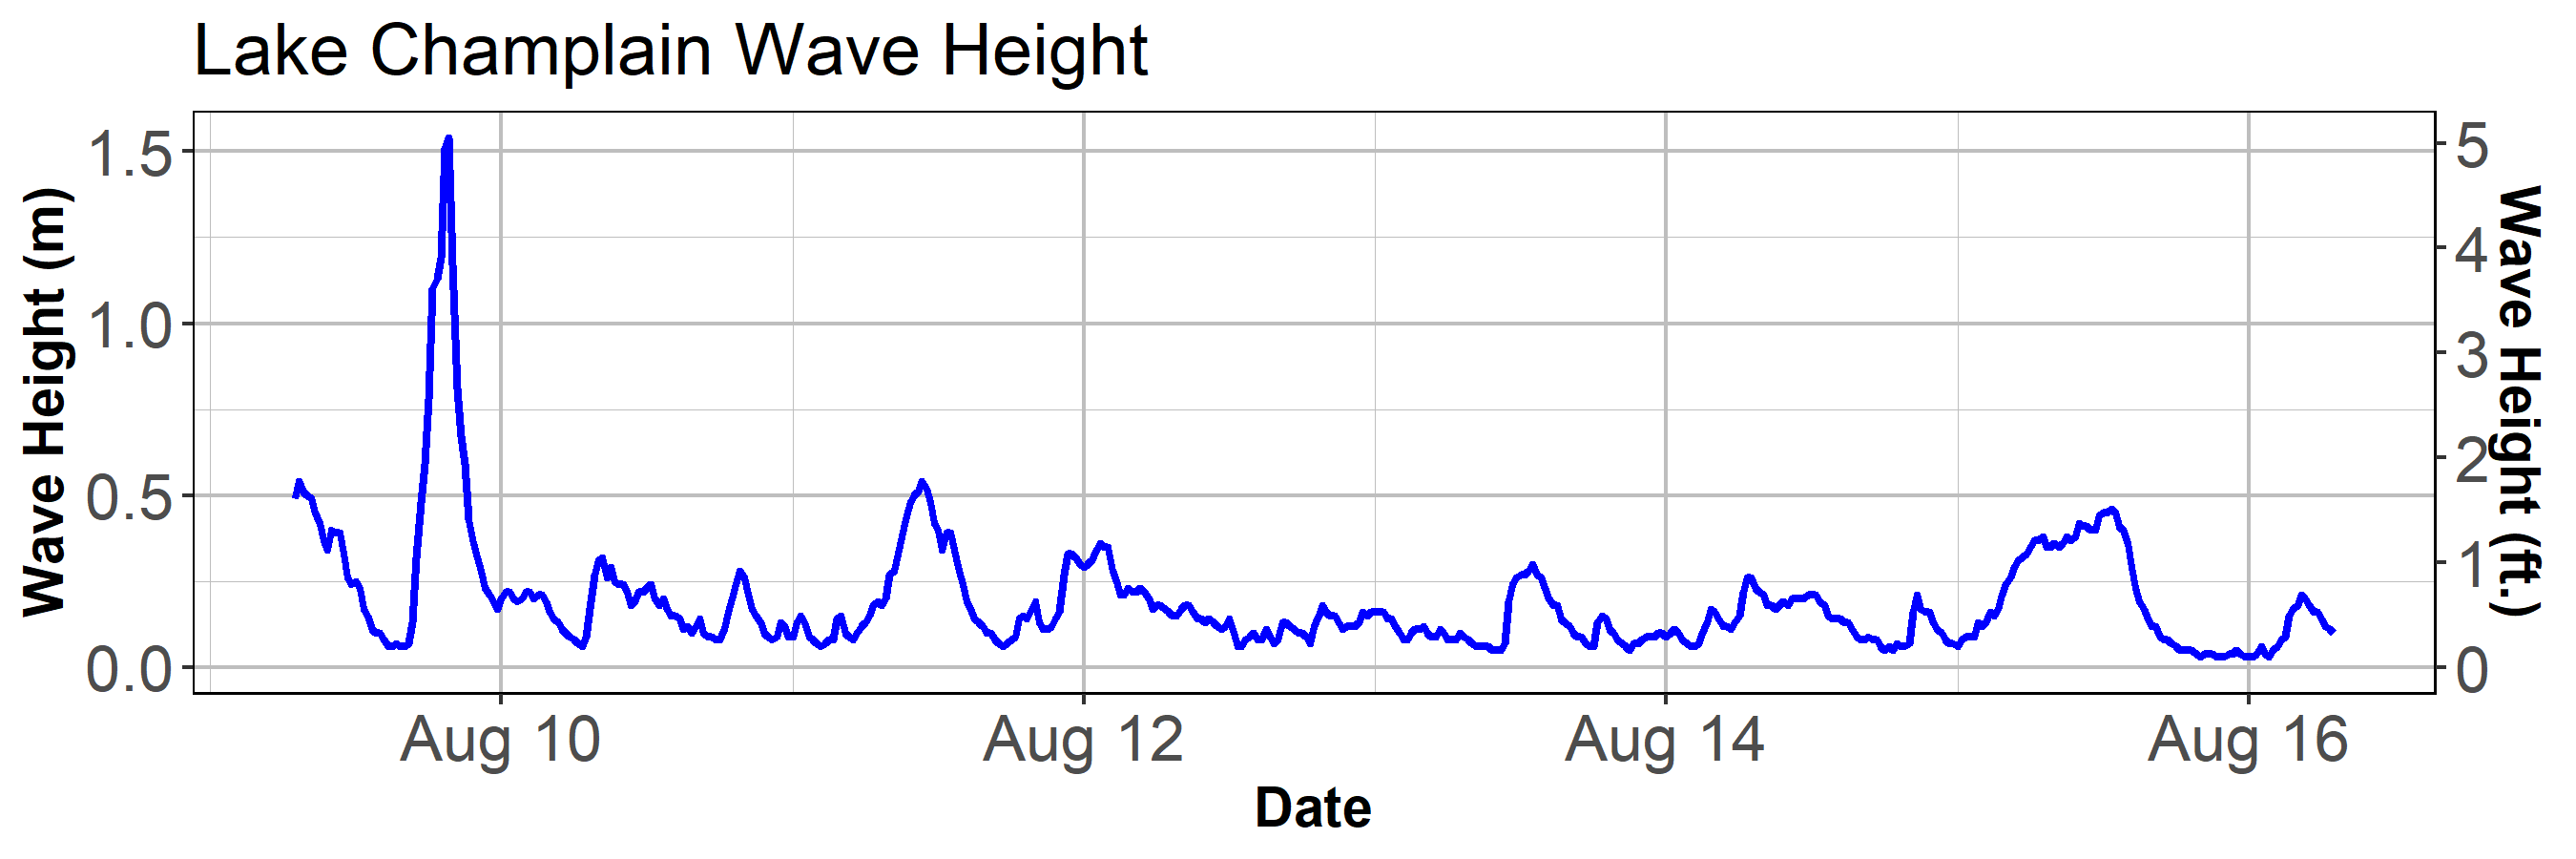 Lake Champlain Wave Height
Wave Height (m)
1.5
1.0
0.5
0.0
5
4
3
2
1
0
Wave Height (ft.)
Aug 10 Aug 12 Aug 14 Aug 16
Date